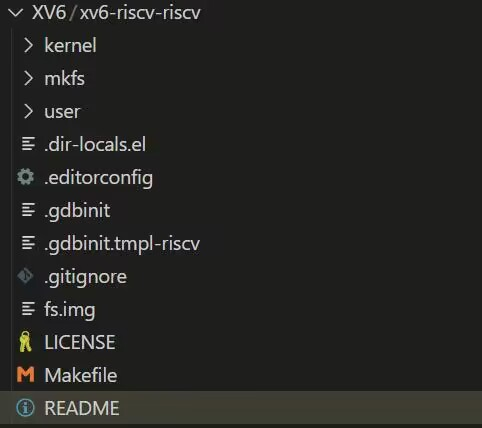 XV6/xv6-riscv-riscv
kernel
mkfs
user
.dir-locals.el
.editorconfig
.gdbinit
.gdbinit.tmpl-riscv
.gitignore
fs.img
LICENSE
Makefile
README